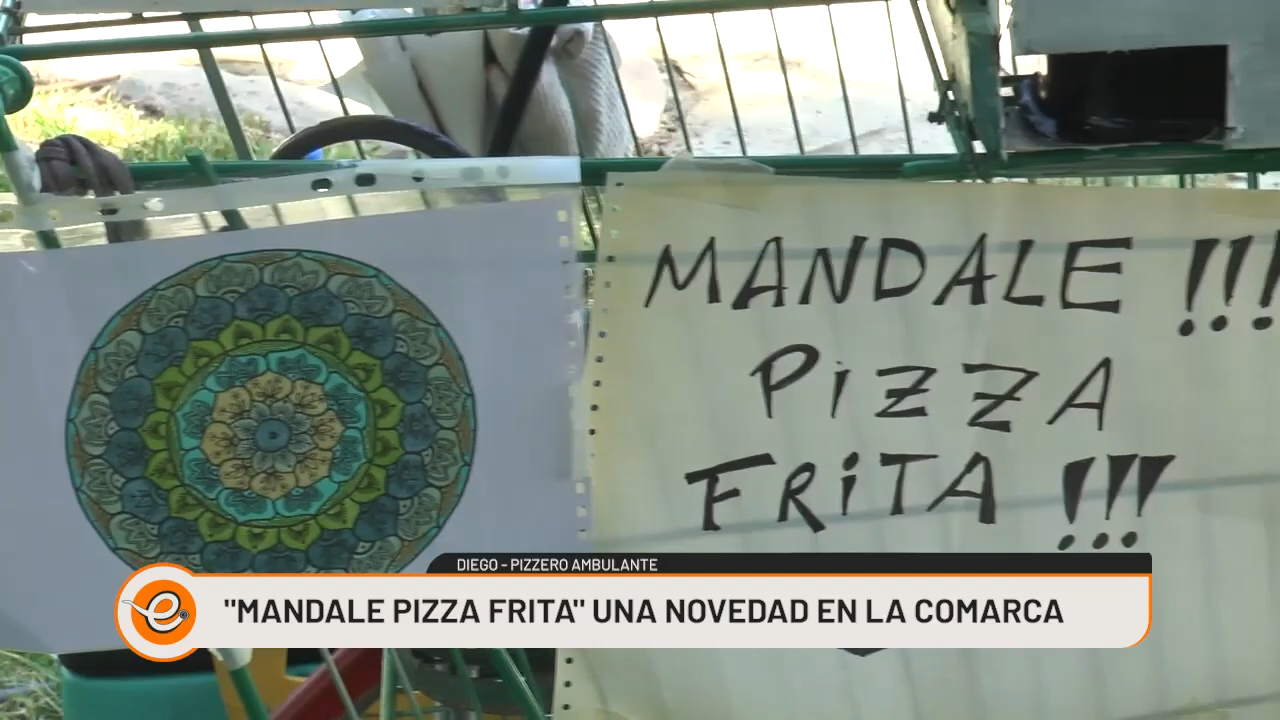 MANDALE !!!
PiZZA
FRiTA !!!
DIEGO - PIZZERO AMBULANTE
"MANDALE PIZZA FRITA" UNA NOVEDAD EN LA COMARCA